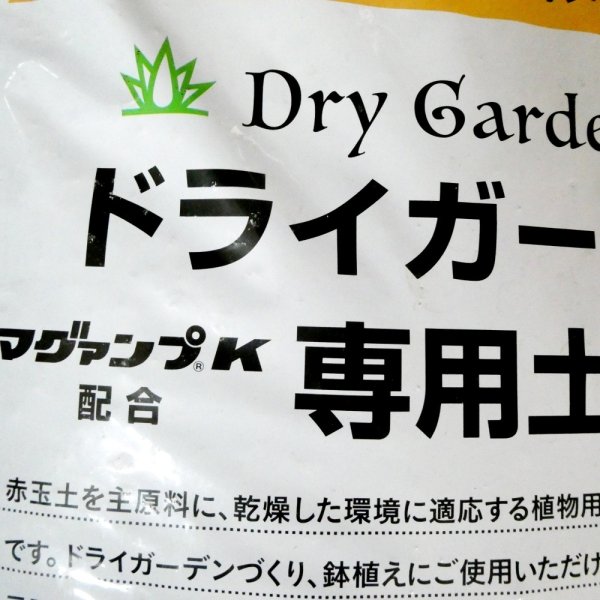 Dry Garde
ドライガー
マグァンプ®K
配合
専用土
赤玉土を主原料に、乾燥した環境に適応する植物用
です。ドライガーデンづくり、鉢植えにご使用いただけ